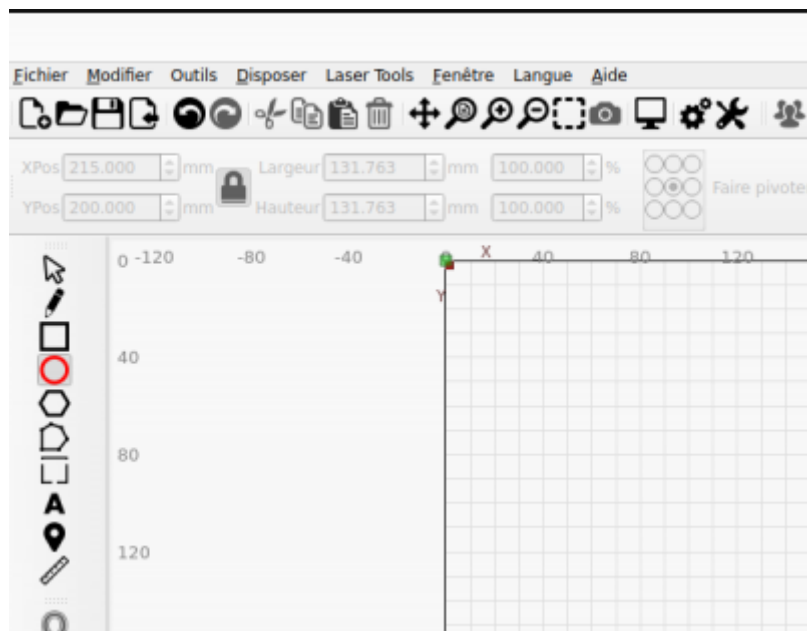 Fichier Modifier Outils Disposer Laser Tools Fenêtre Langue Aide
XPos 215.000 mm Largeur 131.763 mm 100.000 %
Faire pivoter
YPos 200.000 mm Hauteur 131.763 mm 100.000 %
0 -120 -80 -40 0 X 40 80 120
Y
40
80
A
120